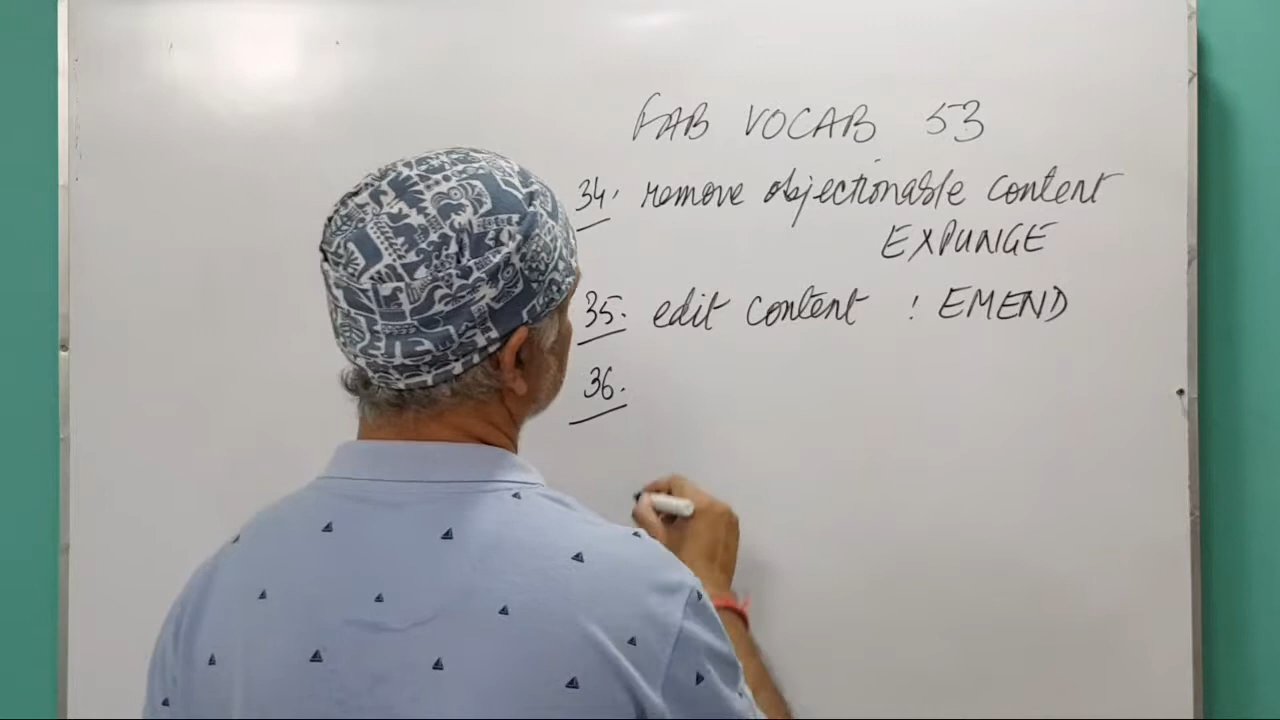 FAB VOCAB 53
34. remove objectionable content
EXPUNGE
35. edit content : EMEND
36.